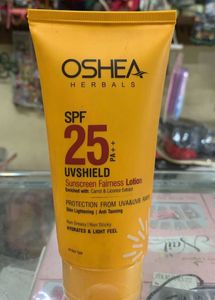 OSHEA
HERBALS
SPF
25
PA++
UVSHIELD
Sunscreen Fairness Lotion
Enriched with: Carrot & Licorice Extract
PROTECTION FROM UVA&UVB RAYS
Skin Lightening | Anti Tanning
Non Greasy | Non Sticky
HYDRATES & LIGHT FEEL